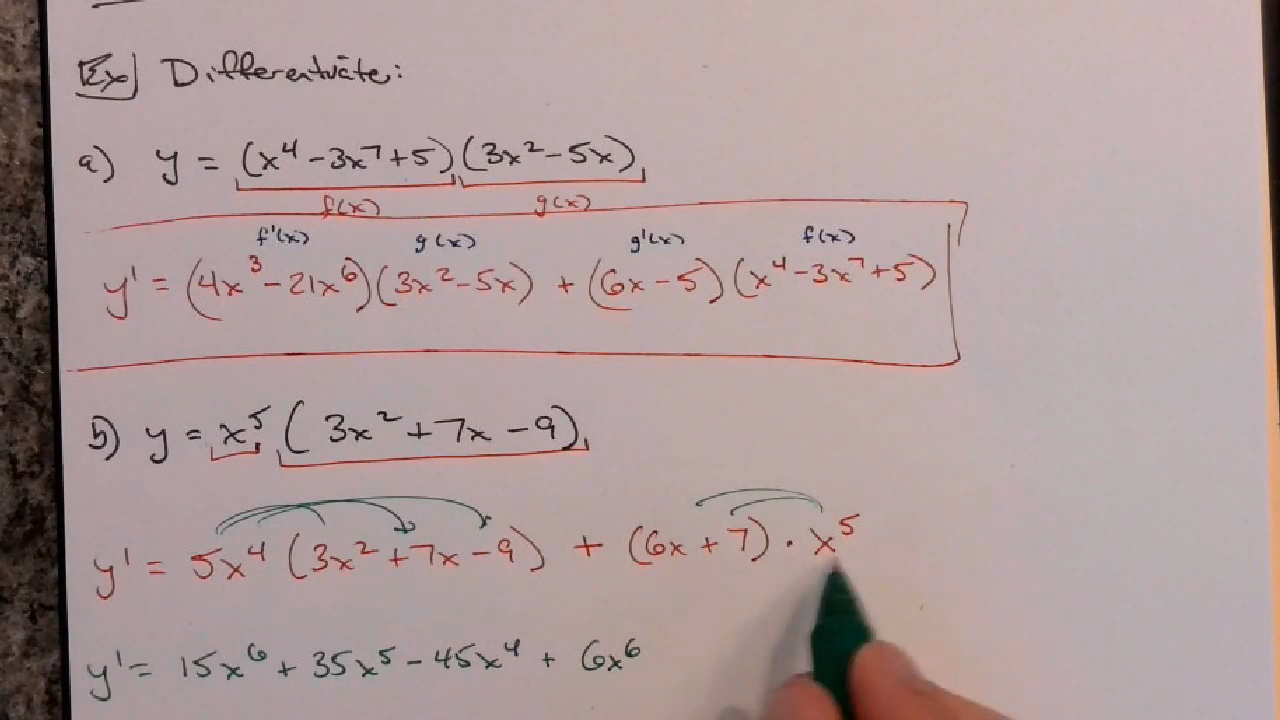 Ex Differentiate:
a) y = (x⁴ - 3x⁷ + 5)(3x² - 5x)
f(x) g(x)
f'(x) g(x) g'(x) f(x)
y' = (4x³ - 21x⁶)(3x² - 5x) + (6x - 5)(x⁴ - 3x⁷ + 5)
b) y = x⁵ (3x² + 7x - 9)
y' = 5x⁴ (3x² + 7x - 9) + (6x + 7) · x⁵
y' = 15x⁶ + 35x⁵ - 45x⁴ + 6x⁶